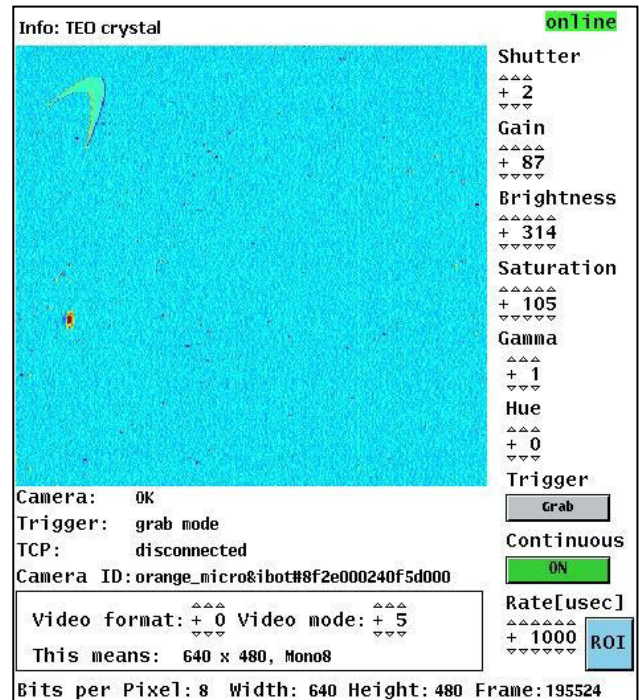 Info: TEO crystal
online
Shutter
+ 2
Gain
+ 87
Brightness
+ 314
Saturation
+ 105
Gamma
+ 1
Hue
+ 0
Trigger
Grab
Continuous
ON
Rate[usec]
+ 1000
ROI
Camera: OK
Trigger: grab mode
TCP: disconnected
Camera ID:orange_micro&ibot#8f2e000240f5d000
Video format: + 0 Video mode: + 5
This means: 640 x 480, Mono8
Bits per Pixel: 8 Width: 640 Height: 480 Frame:195524